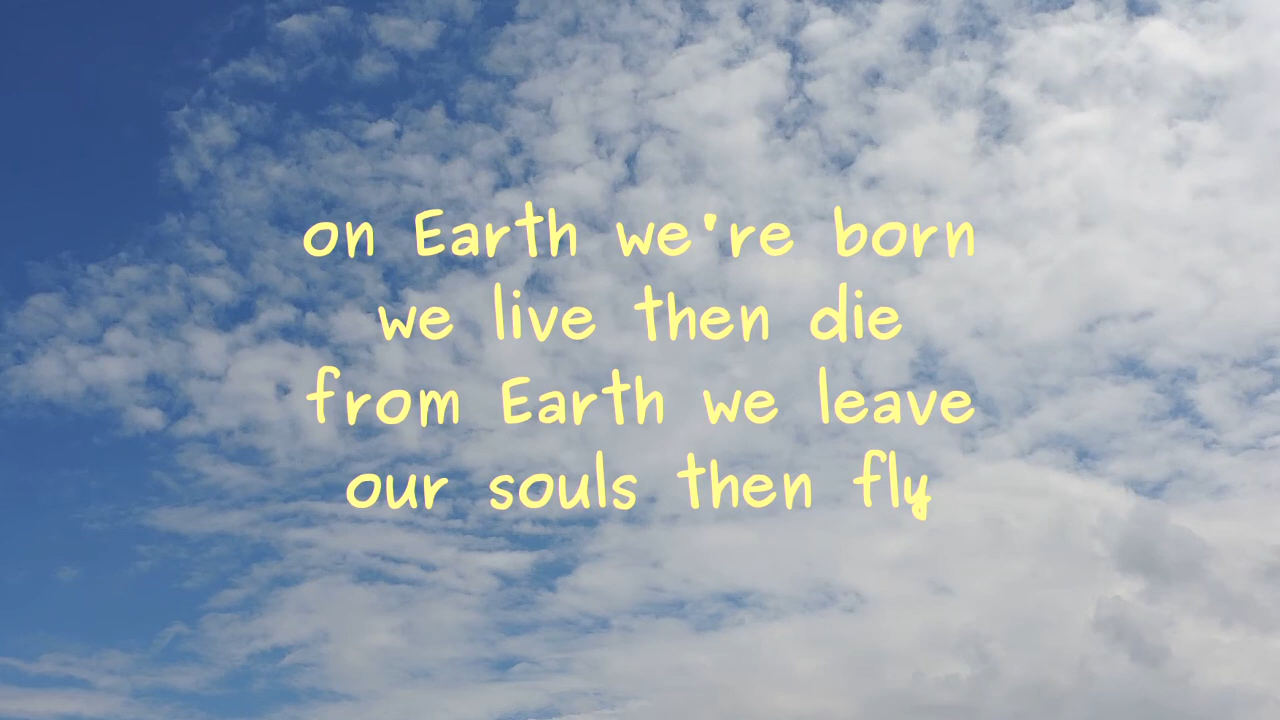 on Earth we're born
we live then die
from Earth we leave
our souls then fly